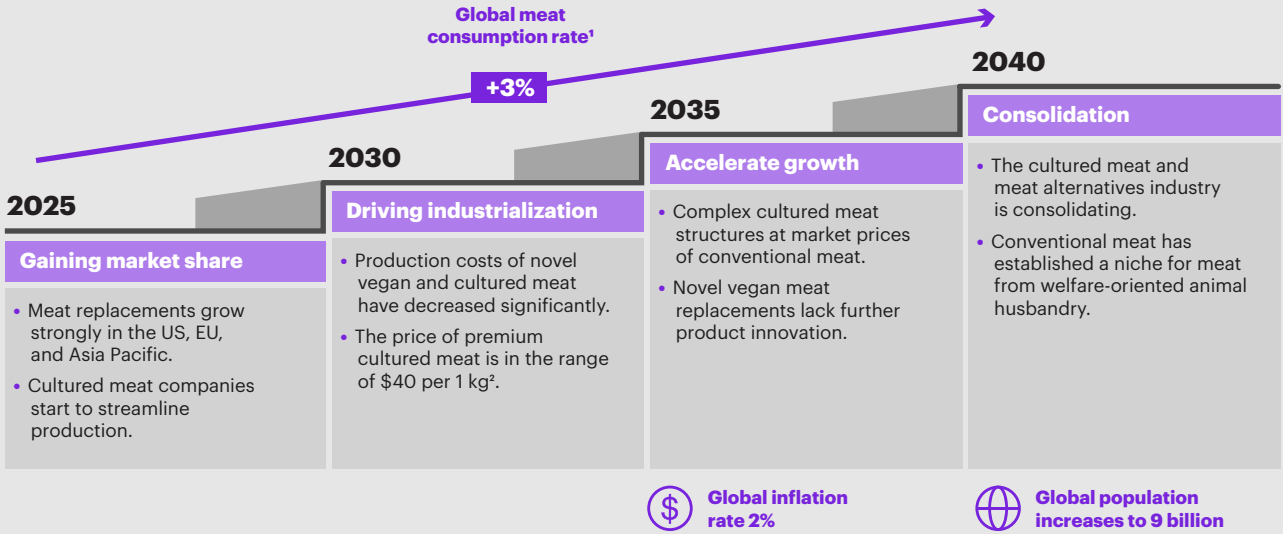 Global meat
consumption rate¹
+3%
2025
Gaining market share
• Meat replacements grow
strongly in the US, EU,
and Asia Pacific.
• Cultured meat companies
start to streamline
production.
2030
Driving industrialization
• Production costs of novel
vegan and cultured meat
have decreased significantly.
• The price of premium
cultured meat is in the range
of $40 per 1 kg².
2035
Accelerate growth
• Complex cultured meat
structures at market prices
of conventional meat.
• Novel vegan meat
replacements lack further
product innovation.
2040
Consolidation
• The cultured meat and
meat alternatives industry
is consolidating.
• Conventional meat has
established a niche for meat
from welfare-oriented animal
husbandry.
$
Global inflation
rate 2%
Global population
increases to 9 billion